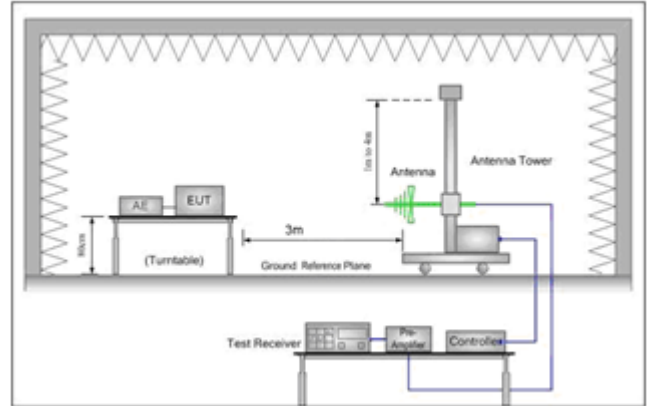 1m to 4m
Antenna
Antenna Tower
AE
EUT
80cm
3m
(Turntable)
Ground Reference Plane
Test Receiver
Pre-
Amplifier
Controller